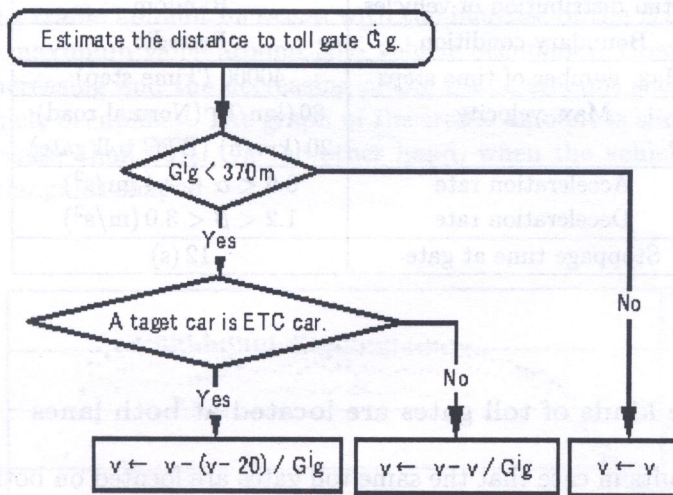 Estimate the distance to toll gate Gⁱg.
Gⁱg < 370m
Yes
No
A taget car is ETC car.
No
Yes
v ← v - (v - 20) / Gⁱg
v ← v - v / Gⁱg
v ← v